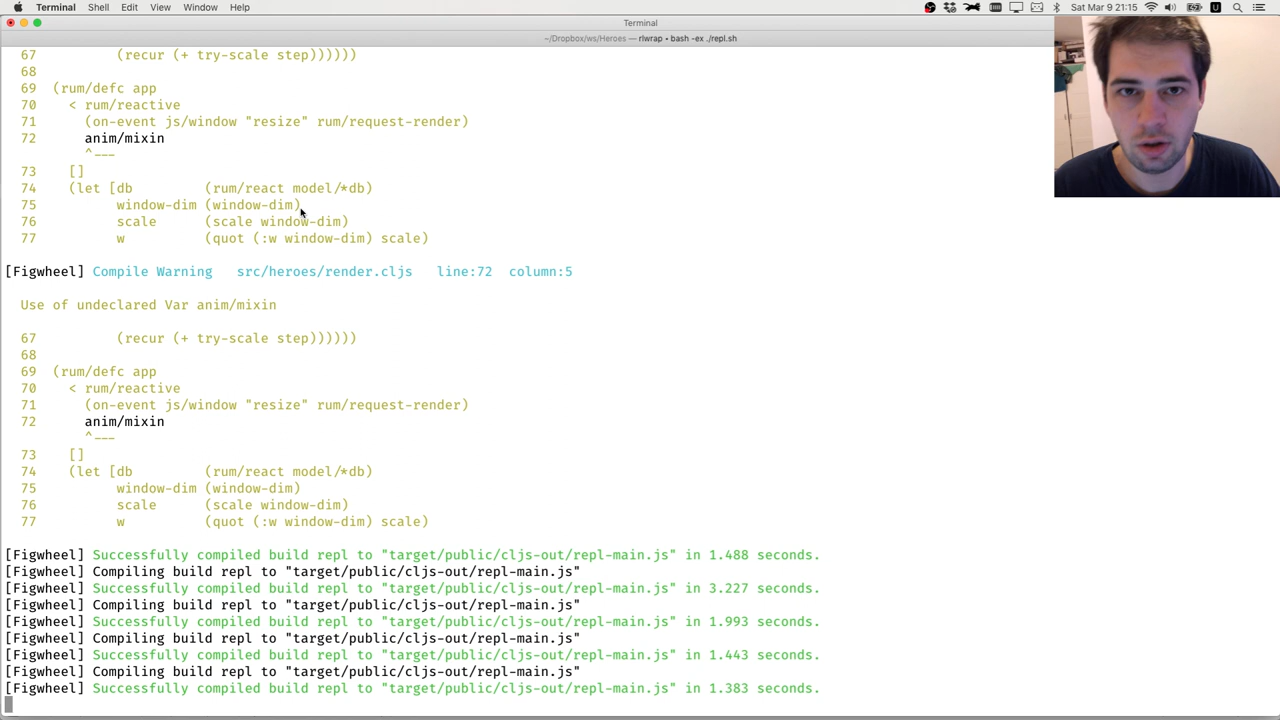 Terminal Shell Edit View Window Help Sat Mar 9 21:15
Terminal
~/Dropbox/ws/Heroes — rlwrap • bash -ex ./repl.sh
67 (recur (+ try-scale step))))))
68
69 (rum/defc app
70 < rum/reactive
71 (on-event js/window "resize" rum/request-render)
72 anim/mixin
^---
73 []
74 (let [db (rum/react model/*db)
75 window-dim (window-dim)
76 scale (scale window-dim)
77 w (quot (:w window-dim) scale)
[Figwheel] Compile Warning src/heroes/render.cljs line:72 column:5
Use of undeclared Var anim/mixin
67 (recur (+ try-scale step))))))
68
69 (rum/defc app
70 < rum/reactive
71 (on-event js/window "resize" rum/request-render)
72 anim/mixin
^---
73 []
74 (let [db (rum/react model/*db)
75 window-dim (window-dim)
76 scale (scale window-dim)
77 w (quot (:w window-dim) scale)
[Figwheel] Successfully compiled build repl to "target/public/cljs-out/repl-main.js" in 1.488 seconds.
[Figwheel] Compiling build repl to "target/public/cljs-out/repl-main.js"
[Figwheel] Successfully compiled build repl to "target/public/cljs-out/repl-main.js" in 3.227 seconds.
[Figwheel] Compiling build repl to "target/public/cljs-out/repl-main.js"
[Figwheel] Successfully compiled build repl to "target/public/cljs-out/repl-main.js" in 1.993 seconds.
[Figwheel] Compiling build repl to "target/public/cljs-out/repl-main.js"
[Figwheel] Successfully compiled build repl to "target/public/cljs-out/repl-main.js" in 1.443 seconds.
[Figwheel] Compiling build repl to "target/public/cljs-out/repl-main.js"
[Figwheel] Successfully compiled build repl to "target/public/cljs-out/repl-main.js" in 1.383 seconds.